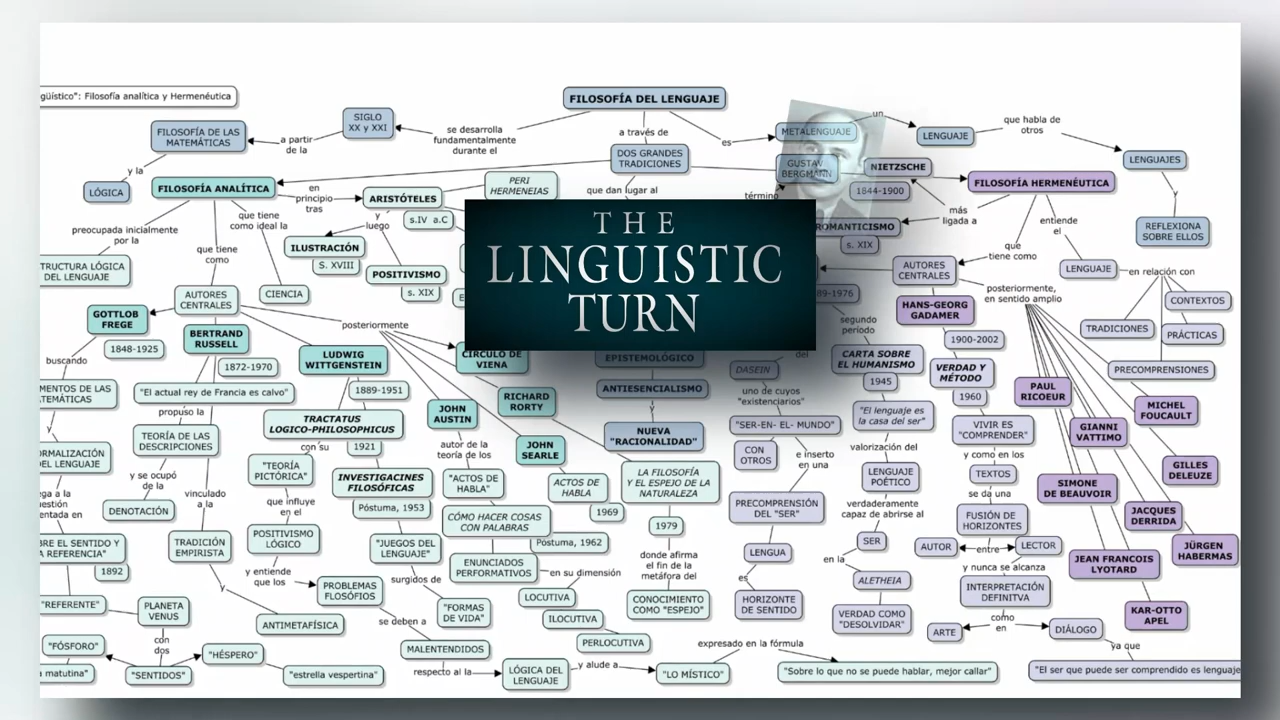 güístico": Filosofía analítica y Hermenéutica
FILOSOFÍA DEL LENGUAJE
SIGLO
XX y XXI
se desarrolla
fundamentalmente
durante el
a través de
es
METALENGUAJE
un
LENGUAJE
que habla de
otros
LENGUAJES
FILOSOFÍA DE LAS
MATEMÁTICAS
a partir
de la
y la
LÓGICA
DOS GRANDES
TRADICIONES
que dan lugar al
término
GUSTAV
BERGMANN
NIETZSCHE
1844-1900
más
ligada a
ROMANTICISMO
s. XIX
FILOSOFÍA HERMENÉUTICA
y
REFLEXIONA
SOBRE ELLOS
FILOSOFÍA ANALÍTICA
en
principio
tras
ARISTÓTELES
PERI
HERMENEIAS
s.IV a.C
y
luego
ILUSTRACIÓN
S. XVIII
POSITIVISMO
s. XIX
preocupada inicialmente
por la
TRUCTURA LÓGICA
DEL LENGUAJE
que tiene
como
que tiene
como ideal la
CIENCIA
THE
LINGUISTIC
TURN
entiende
el
LENGUAJE
en relación con
CONTEXTOS
TRADICIONES
PRÁCTICAS
PRECOMPRENSIONES
que
tiene como
AUTORES
CENTRALES
posteriormente,
en sentido amplio
AUTORES
CENTRALES
GOTTLOB
FREGE
1848-1925
BERTRAND
RUSSELL
1872-1970
posteriormente
LUDWIG
WITTGENSTEIN
1889-1951
CÍRCULO DE
VIENA
EPISTEMOLÓGICO
ANTIESENCIALISMO
y
NUEVA
"RACIONALIDAD"
del
DASEIN
89-1976
segundo
período
CARTA SOBRE
EL HUMANISMO
1945
HANS-GEORG
GADAMER
1900-2002
VERDAD Y
MÉTODO
1960
PAUL
RICOEUR
MICHEL
FOUCAULT
GIANNI
VATTIMO
GILLES
DELEUZE
SIMONE
DE BEAUVOIR
JACQUES
DERRIDA
JÜRGEN
HABERMAS
JEAN FRANCOIS
LYOTARD
KAR-OTTO
APEL
buscando
MENTOS DE LAS
TEMÁTICAS
ORMALIZACIÓN
EL LENGUAJE
ega a la
uestión
entada en
BRE EL SENTIDO Y
A REFERENCIA"
1892
"REFERENTE"
PLANETA
VENUS
con
dos
"FÓSFORO"
a matutina"
"SENTIDOS"
"HÉSPERO"
"estrella vespertina"
"El actual rey de Francia es calvo"
propuso la
TEORÍA DE LAS
DESCRIPCIONES
y se ocupó
de la
DENOTACIÓN
vinculado
a la
TRADICIÓN
EMPIRISTA
y
ANTIMETAFÍSICA
TRACTATUS
LOGICO-PHILOSOPHICUS
1921
con su
"TEORÍA
PICTÓRICA"
que influye
en el
POSITIVISMO
LÓGICO
y entiende
que los
PROBLEMAS
FILOSÓFIOS
se deben a
MALENTENDIDOS
respecto al la
LÓGICA DEL
LENGUAJE
y alude a
"LO MÍSTICO"
expresado en la fórmula
"Sobre lo que no se puede hablar, mejor callar"
INVESTIGACINES
FILOSÓFICAS
Póstuma, 1953
"JUEGOS DEL
LENGUAJE"
surgidos de
"FORMAS
DE VIDA"
JOHN
AUSTIN
autor de la
teoría de los
"ACTOS DE
HABLA"
CÓMO HACER COSAS
CON PALABRAS
Póstuma, 1962
ENUNCIADOS
PERFORMATIVOS
en su dimensión
LOCUTIVA
ILOCUTIVA
PERLOCUTIVA
JOHN
SEARLE
ACTOS DE
HABLA
1969
RICHARD
RORTY
LA FILOSOFÍA
Y EL ESPEJO DE LA
NATURALEZA
1979
donde afirma
el fin de la
metáfora del
CONOCIMIENTO
COMO "ESPEJO"
uno de cuyos
"existenciarios"
"SER-EN- EL- MUNDO"
CON
OTROS
e inserto
en una
PRECOMPRENSIÓN
DEL "SER"
LENGUA
es
HORIZONTE
DE SENTIDO
"El lenguaje es
la casa del ser"
valorización del
LENGUAJE
POÉTICO
verdaderamente
capaz de abrirse al
SER
en la
ALETHEIA
VERDAD COMO
"DESOLVIDAR"
VIVIR ES
"COMPRENDER"
y como en los
TEXTOS
se da una
FUSIÓN DE
HORIZONTES
AUTOR
entre
LECTOR
y nunca se alcanza
INTERPRETACIÓN
DEFINITVA
como
en
ARTE
DIÁLOGO
ya que
"El ser que puede ser comprendido es lenguaje